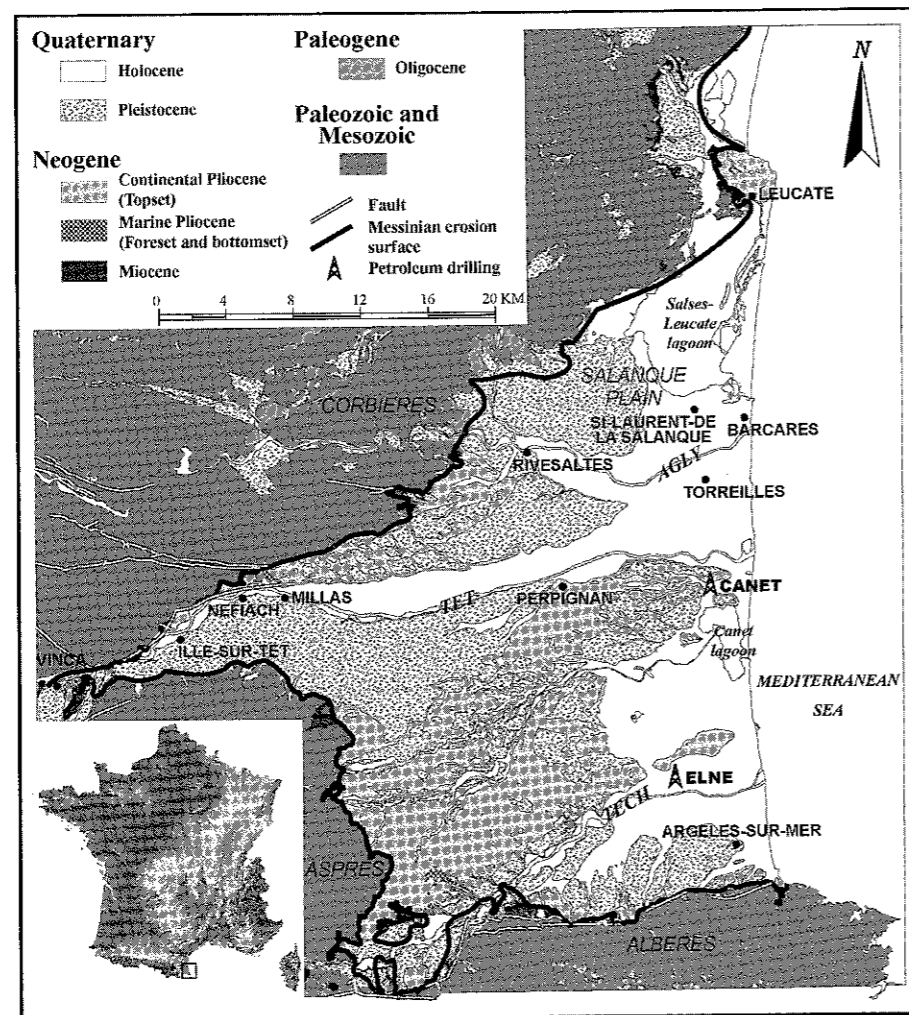 Quaternary
Holocene
Pleistocene
Neogene
Continental Pliocene
(Topset)
Marine Pliocene
(Foreset and bottomset)
Miocene
Paleogene
Oligocene
Paleozoic and
Mesozoic
Fault
Messinian erosion
surface
Petroleum drilling
0 4 8 12 16 20 KM
N
LEUCATE
Salses-
Leucate
lagoon
SALANQUE
PLAIN
CORBIERES
ST-LAURENT-DE
LA SALANQUE
BARCARES
RIVESALTES
AGLY
TORREILLES
CANET
MILLAS
NEFIACH
TET
PERPIGNAN
ILLE-SUR-TET
Canet
lagoon
VINCA
MEDITERRANEAN
SEA
ELNE
TECH
ARGELES-SUR-MER
ASPRES
ALBERES